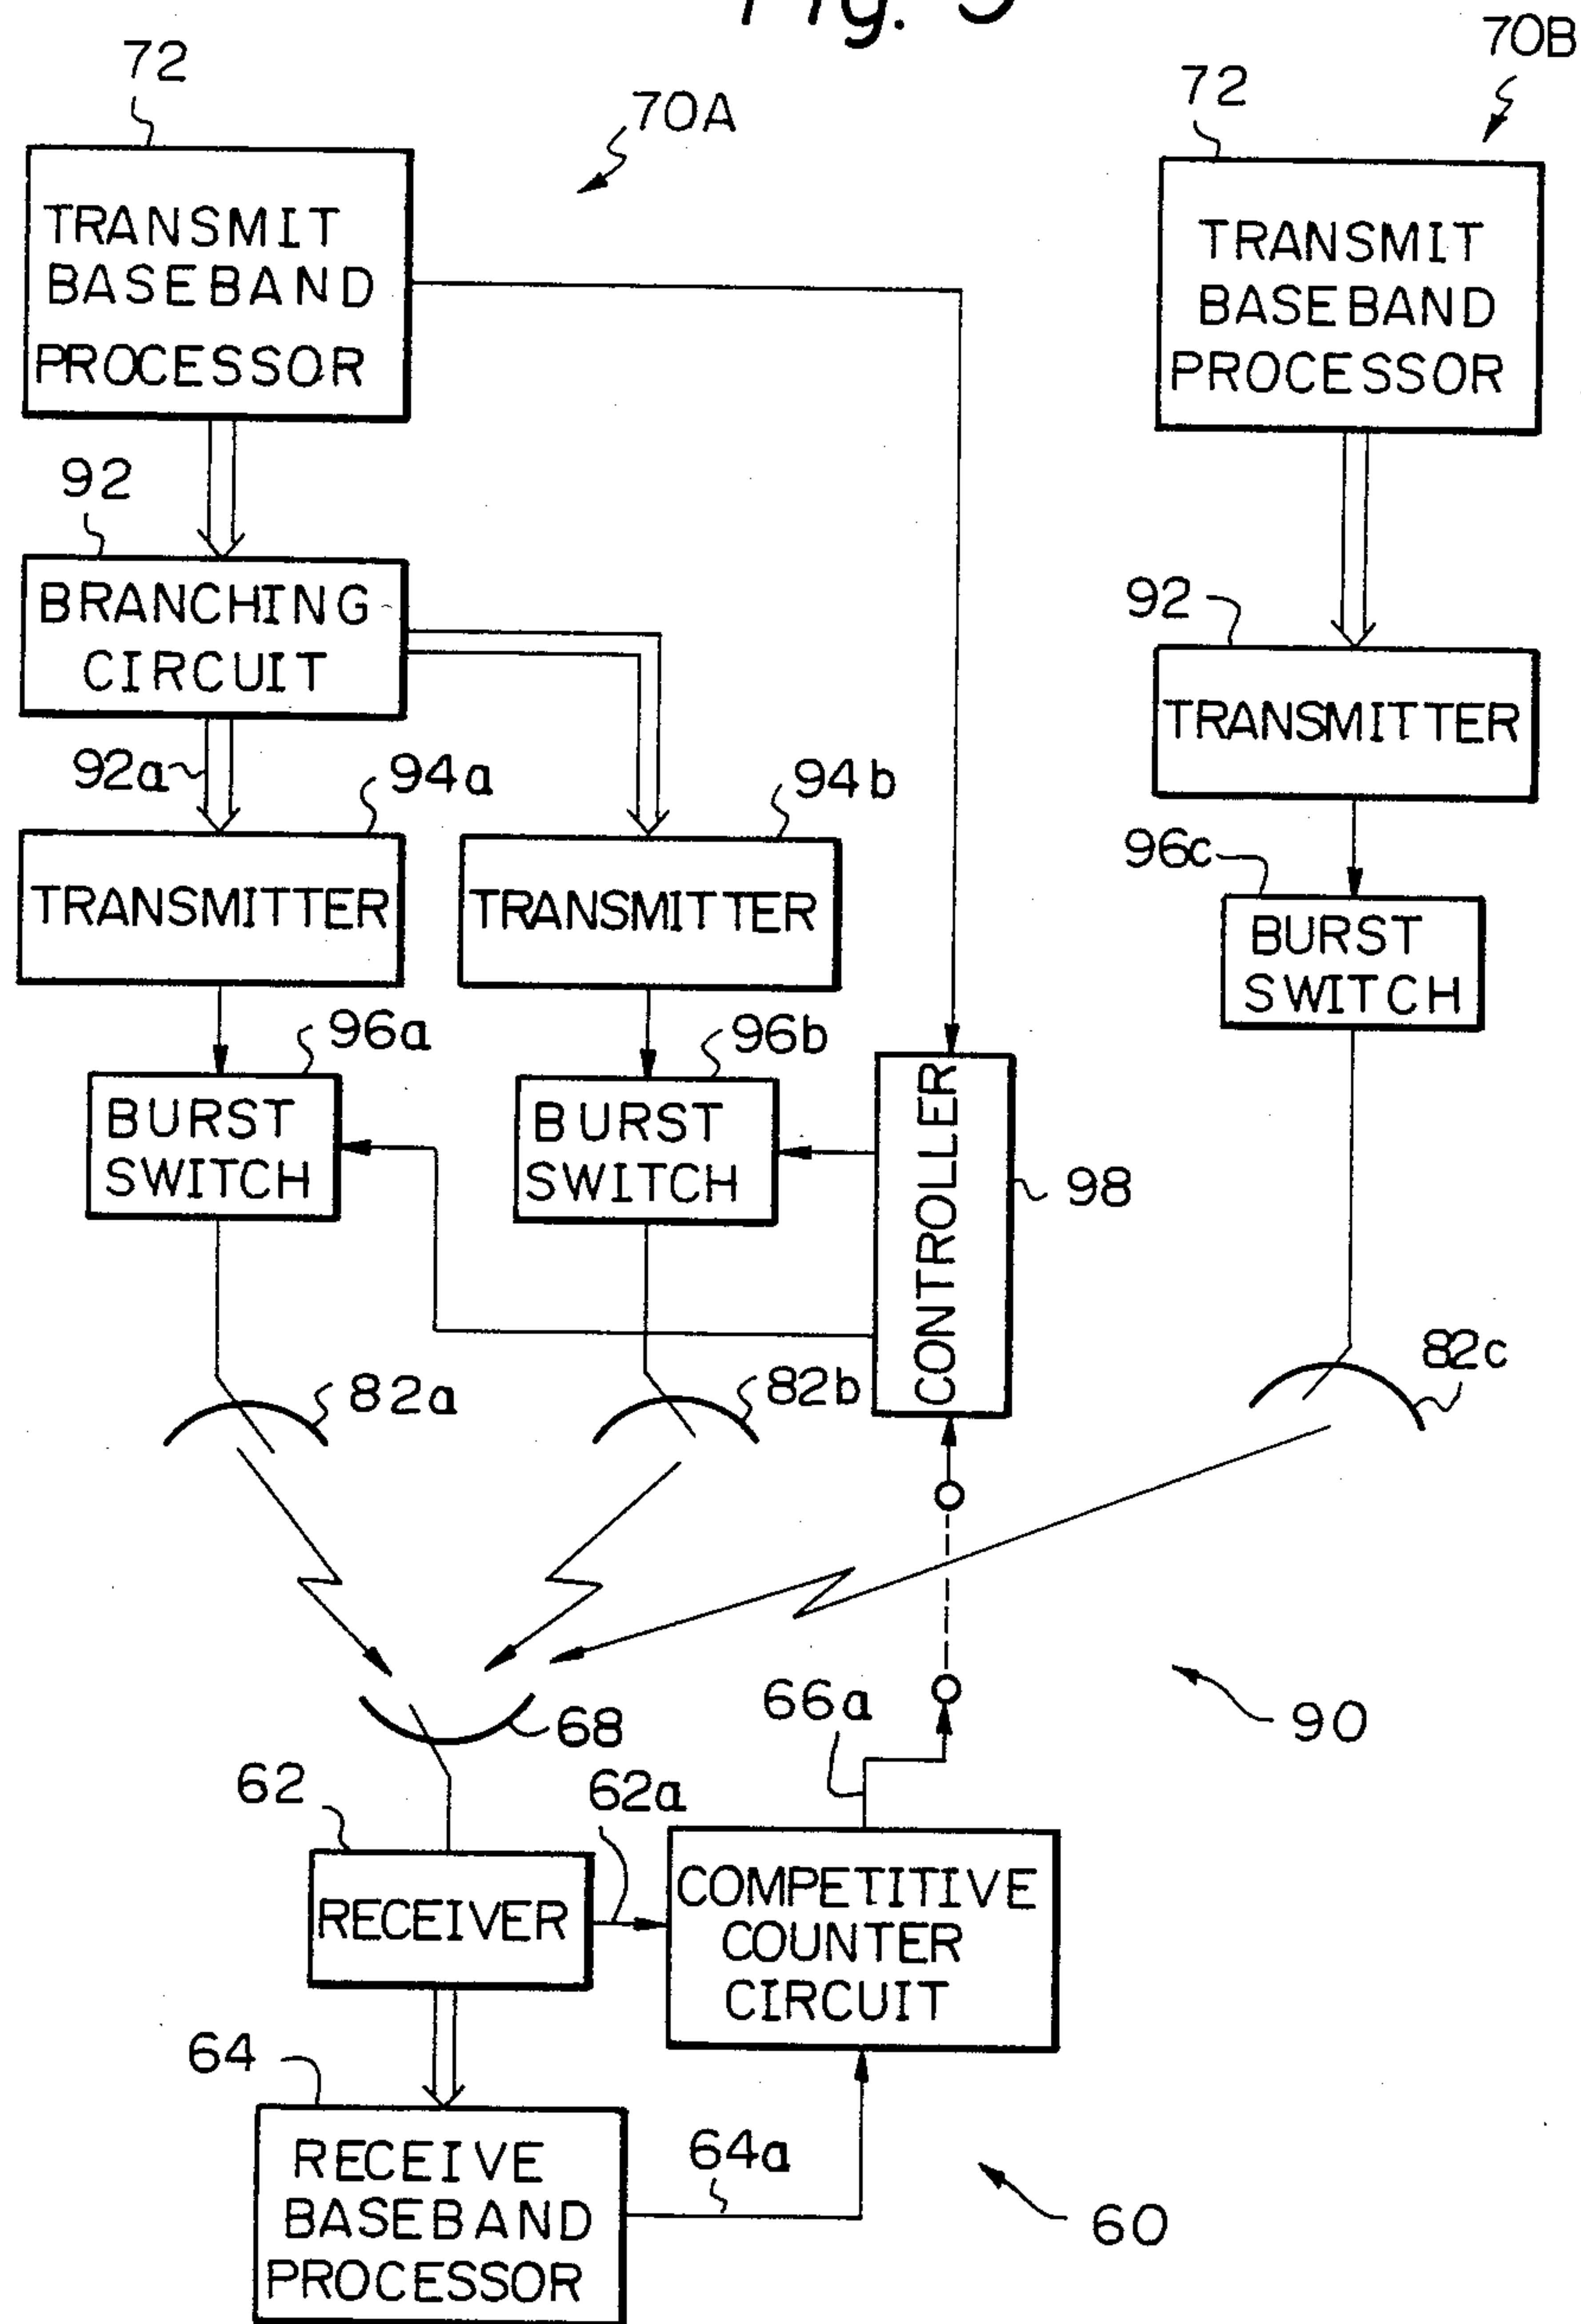 Fig. 5
70B
72
72
70A
TRANSMIT
BASEBAND
PROCESSOR
TRANSMIT
BASEBAND
PROCESSOR
92
BRANCHING
CIRCUIT
92
TRANSMITTER
92a
94a
94b
96c
TRANSMITTER
TRANSMITTER
BURST
SWITCH
96a
96b
BURST
SWITCH
BURST
SWITCH
CONTROLLER
98
82a
82b
82c
66a
90
68
62
62a
RECEIVER
COMPETITIVE
COUNTER
CIRCUIT
64
64a
RECEIVE
BASEBAND
PROCESSOR
60